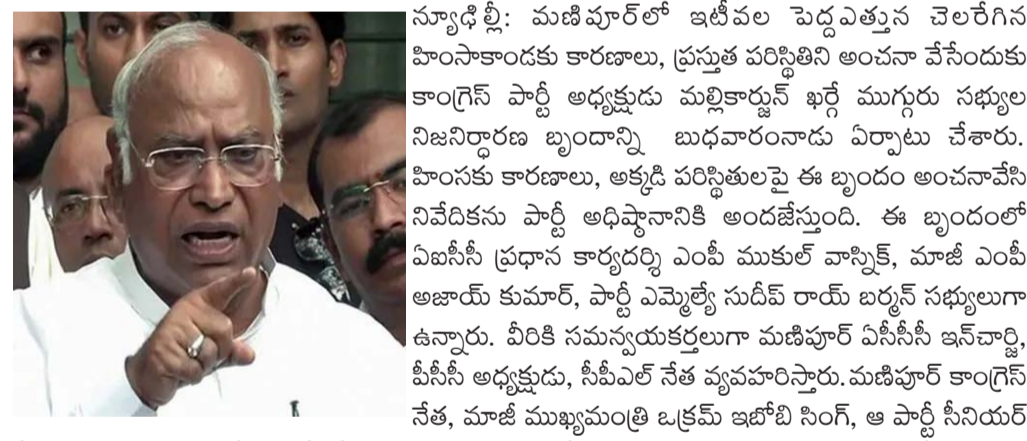 న్యూఢిల్లీ: మణిపూర్‌లో ఇటీవల పెద్దఎత్తున చెలరేగిన
హింసాకాండకు కారణాలు, ప్రస్తుత పరిస్థితిని అంచనా వేసేందుకు
కాంగ్రెస్ పార్టీ అధ్యక్షుడు మల్లికార్జున్ ఖర్గే ముగ్గురు సభ్యుల
నిజనిర్ధారణ బృందాన్ని బుధవారంనాడు ఏర్పాటు చేశారు.
హింసకు కారణాలు, అక్కడి పరిస్థితులపై ఈ బృందం అంచనావేసి
నివేదికను పార్టీ అధిష్ఠానానికి అందజేస్తుంది. ఈ బృందంలో
ఏఐసీసీ ప్రధాన కార్యదర్శి ఎంపీ ముకుల్ వాస్నిక్, మాజీ ఎంపీ
అజాయ్ కుమార్, పార్టీ ఎమ్మెల్యే సుదీప్ రాయ్ బర్మన్ సభ్యులుగా
ఉన్నారు. వీరికి సమన్వయకర్తలుగా మణిపూర్ ఏసీసీసీ ఇన్‌చార్జి,
పీసీసీ అధ్యక్షుడు, సీపీఎల్ నేత వ్యవహరిస్తారు. మణిపూర్ కాంగ్రెస్
నేత, మాజీ ముఖ్యమంత్రి ఒక్రమ్ ఇబోబి సింగ్, ఆ పార్టీ సీనియర్